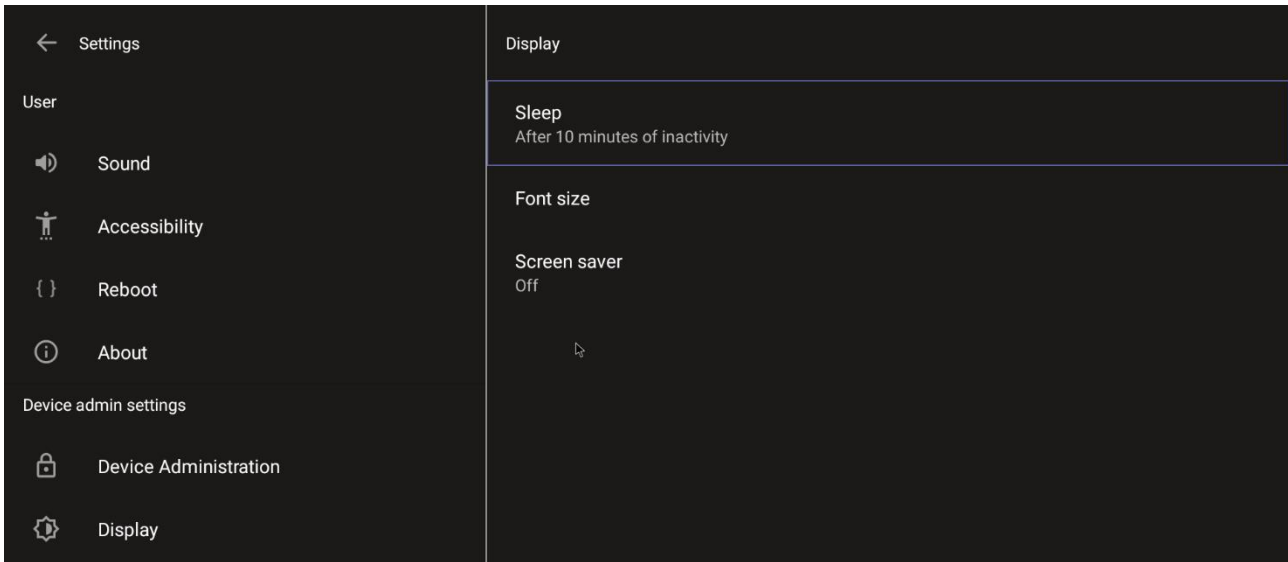 Settings
User
Sound
Accessibility
Reboot
About
Device admin settings
Device Administration
Display
Display
Sleep
After 10 minutes of inactivity
Font size
Screen saver
Off